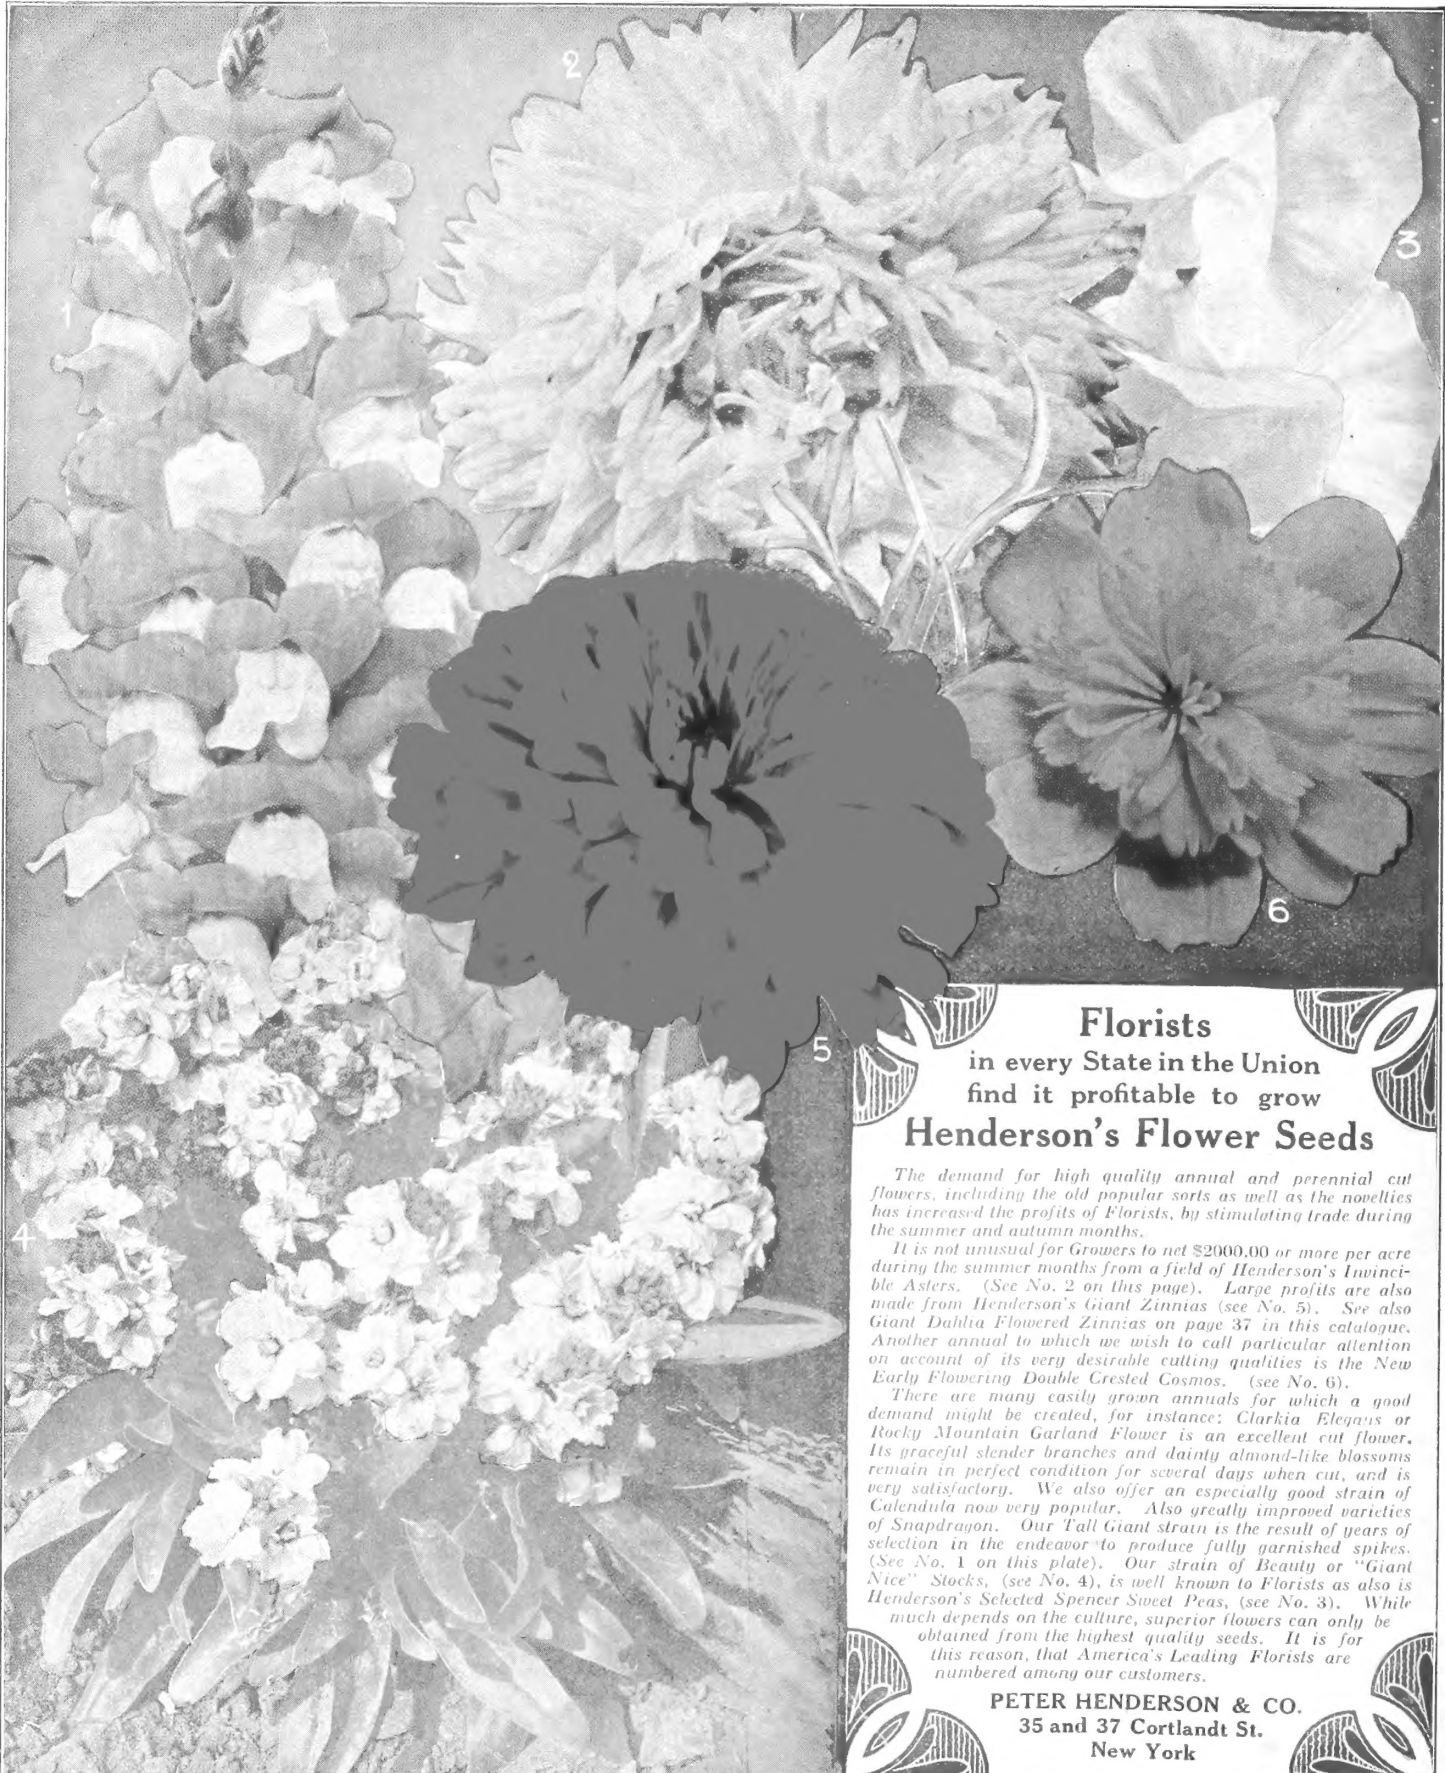 2
3
1
6
5
4
Florists
in every State in the Union
find it profitable to grow
Henderson's Flower Seeds
The demand for high quality annual and perennial cut
flowers, including the old popular sorts as well as the novelties
has increased the profits of Florists, by stimulating trade during
the summer and autumn months.
It is not unusual for Growers to net $2000.00 or more per acre
during the summer months from a field of Henderson's Invinci-
ble Asters. (See No. 2 on this page). Large profits are also
made from Henderson's Giant Zinnias (see No. 5). See also
Giant Dahlia Flowered Zinnias on page 37 in this catalogue.
Another annual to which we wish to call particular attention
on account of its very desirable cutting qualities is the New
Early Flowering Double Crested Cosmos. (see No. 6).
There are many easily grown annuals for which a good
demand might be created, for instance: Clarkia Elegans or
Rocky Mountain Garland Flower is an excellent cut flower.
Its graceful slender branches and dainty almond-like blossoms
remain in perfect condition for several days when cut, and is
very satisfactory. We also offer an especially good strain of
Calendula now very popular. Also greatly improved varieties
of Snapdragon. Our Tall Giant strain is the result of years of
selection in the endeavor to produce fully garnished spikes.
(See No. 1 on this plate). Our strain of Beauty or "Giant
Nice" Stocks, (see No. 4), is well known to Florists as also is
Henderson's Selected Spencer Sweet Peas, (see No. 3). While
much depends on the culture, superior flowers can only be
obtained from the highest quality seeds. It is for
this reason, that America's Leading Florists are
numbered among our customers.
PETER HENDERSON & CO.
35 and 37 Cortlandt St.
New York